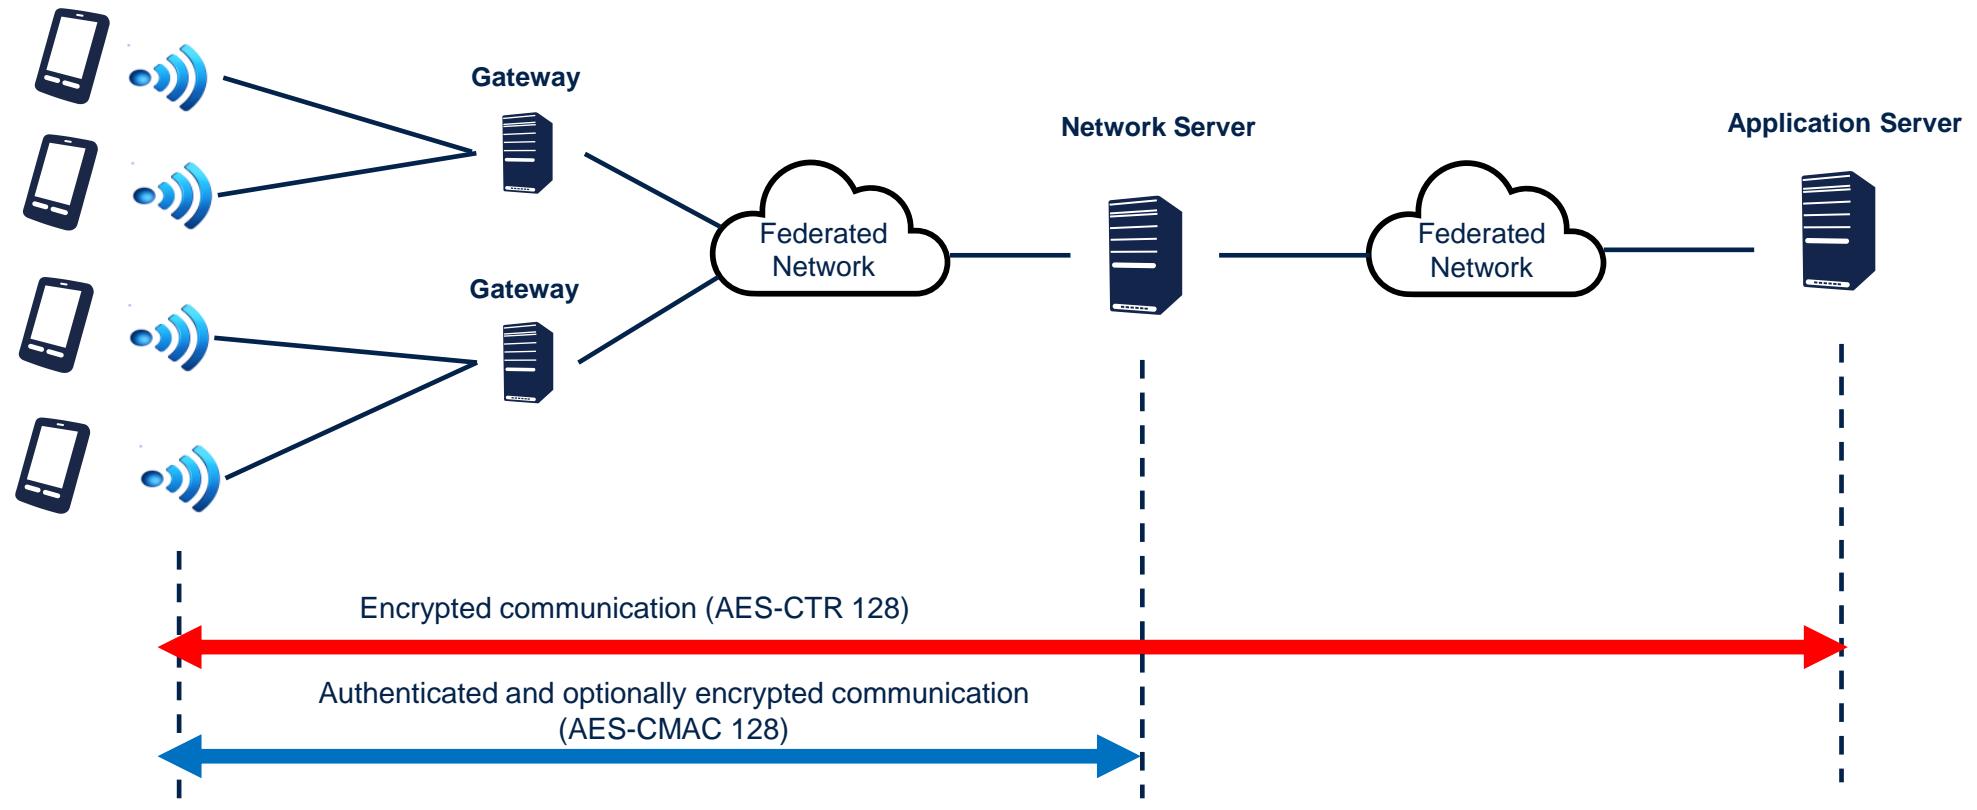 Gateway
Network Server
Application Server
Federated
Network
Federated
Network
Gateway
Encrypted communication (AES-CTR 128)
Authenticated and optionally encrypted communication
(AES-CMAC 128)